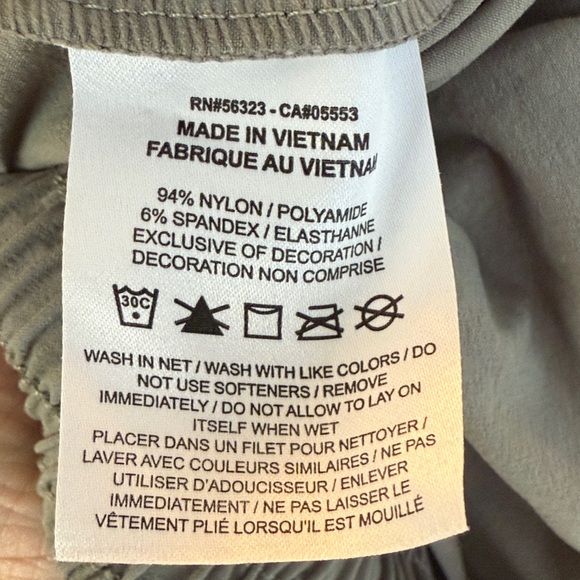 RN#56323 - CA#05553
MADE IN VIETNAM
FABRIQUE AU VIETNAM
94% NYLON / POLYAMIDE
6% SPANDEX / ELASTHANNE
EXCLUSIVE OF DECORATION /
DECORATION NON COMPRISE
30C
WASH IN NET / WASH WITH LIKE COLORS / DO
NOT USE SOFTENERS / REMOVE
IMMEDIATELY / DO NOT ALLOW TO LAY ON
ITSELF WHEN WET
PLACER DANS UN FILET POUR NETTOYER /
LAVER AVEC COULEURS SIMILAIRES / NE PAS
UTILISER D'ADOUCISSEUR / ENLEVER
IMMEDIATEMENT / NE PAS LAISSER LE
VÊTEMENT PLIÉ LORSQU'IL EST MOUILLÉ